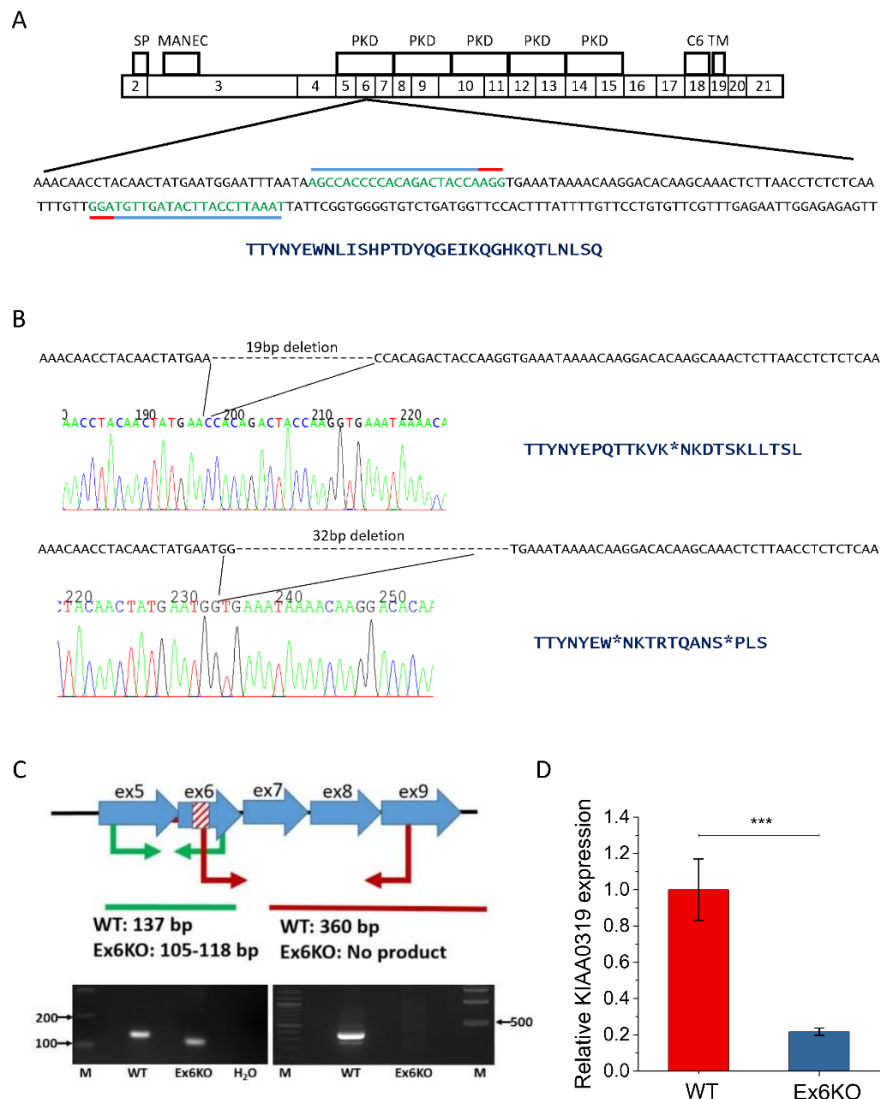 A
SP MANEC PKD PKD PKD PKD PKD C6 TM
2 3 4 5 6 7 8 9 10 11 12 13 14 15 16 17 18 19 20 21
AAACAACCTACAACTATGAATGGAATTTAATAAGCCACCCCACAGACTACCAAGGTGAAATAAAACAAGGACACAAGCAAACTCTTAACCTCTCTCAA
TTTGTTGGATGTTGATACTTACCTTAAATTATTCGGTGGGGTGTCTGATGGTTCCACTTTATTTTGTTCCTGTGTTCGTTTGAGAATTGGAGAGAGTT
TTYNYEWNLISHPTDYQGEIKQGHKQTLNLSQ
B
19bp deletion
AAACAACCTACAACTATGAA------------------CCACAGACTACCAAGGTGAAATAAAACAAGGACACAAGCAAACTCTTAACCTCTCTCAA
0 190 200 210 220
AACCTACAACTATGAACCACAGACTACCAAGGTGAAATAAAACA
TTYNYEPQTTKVK*NKDTSKLLTSL
32bp deletion
AAACAACCTACAACTATGAATGG------------------------------TGAAATAAAACAAGGACACAAGCAAACTCTTAACCTCTCTCAA
220 230 240 250
CTACAACTATGAATGGTGAAATAAAACAAGGACACAA
TTYNYEW*NKTRTQANS*PLS
C
ex5 ex6 ex7 ex8 ex9
WT: 137 bp
Ex6KO: 105-118 bp
WT: 360 bp
Ex6KO: No product
200
100
500
M WT Ex6KO H₂O M WT Ex6KO M
D
Relative KIAA0319 expression
1.4
1.2
1.0
0.8
0.6
0.4
0.2
0.0
***
WT Ex6KO